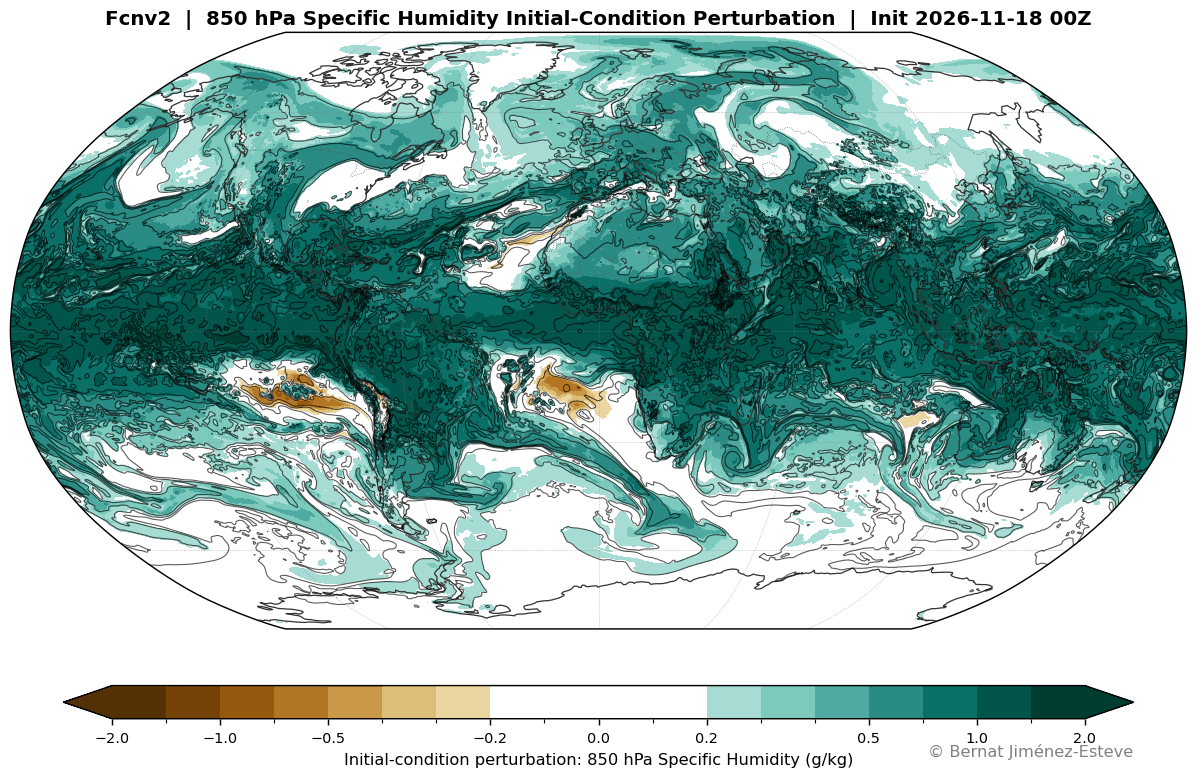 Fcnv2  |  850 hPa Specific Humidity Initial-Condition Perturbation  |  Init 2026-11-18 00Z
−2.0 −1.0 −0.5 −0.2 0.0 0.2 0.5 1.0 2.0
Initial-condition perturbation: 850 hPa Specific Humidity (g/kg)
© Bernat Jiménez-Esteve